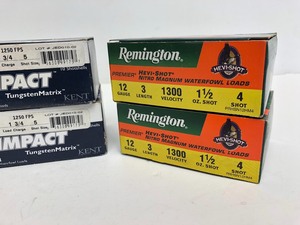 1250 FPS
1 3/4 5
IMPACT
TungstenMatrix KENT
1250 FPS
1 3/4 5
IMPACT
TungstenMatrix KENT
Remington
PREMIER HEVI-SHOT
NITRO MAGNUM WATERFOWL LOADS
12 3 1300 1 1/2 4
GAUGE LENGTH VELOCITY OZ. SHOT SHOT
HEVI-SHOT
Remington
PREMIER HEVI-SHOT
NITRO MAGNUM WATERFOWL LOADS
12 3 1300 1 1/2 4
GAUGE LENGTH VELOCITY OZ. SHOT SHOT
HEVI-SHOT